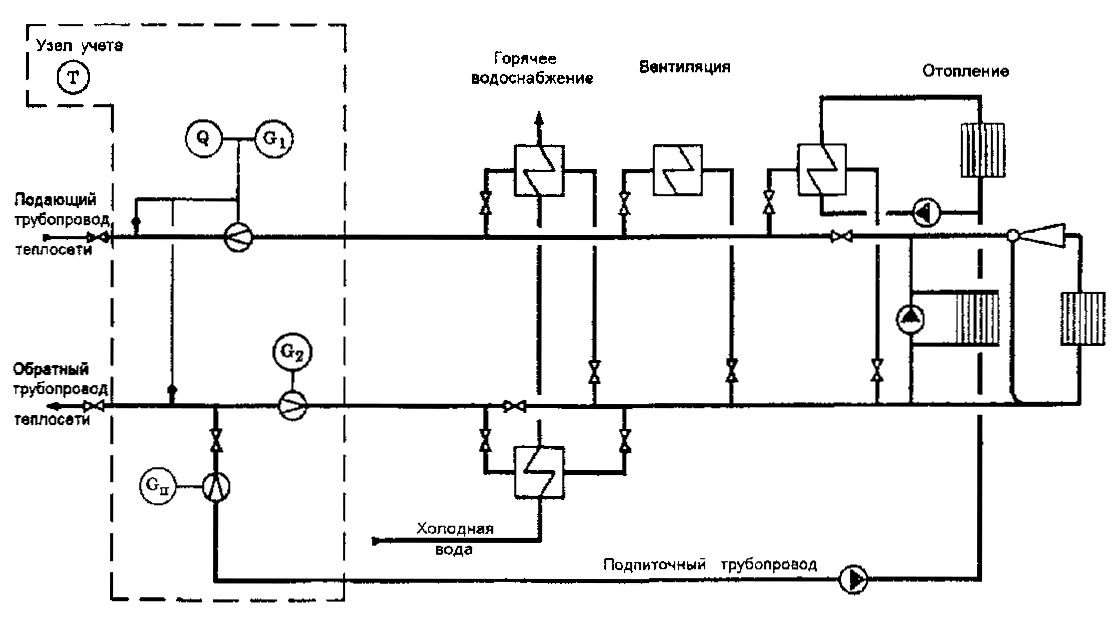 Узел учета
T
Горячее
водоснабжение
Вентиляция
Отопление
Q
G1
Подающий
трубопровод
теплосети
G2
Обратный
трубопровод
теплосети
Gп
Холодная
вода
Подпиточный трубопровод